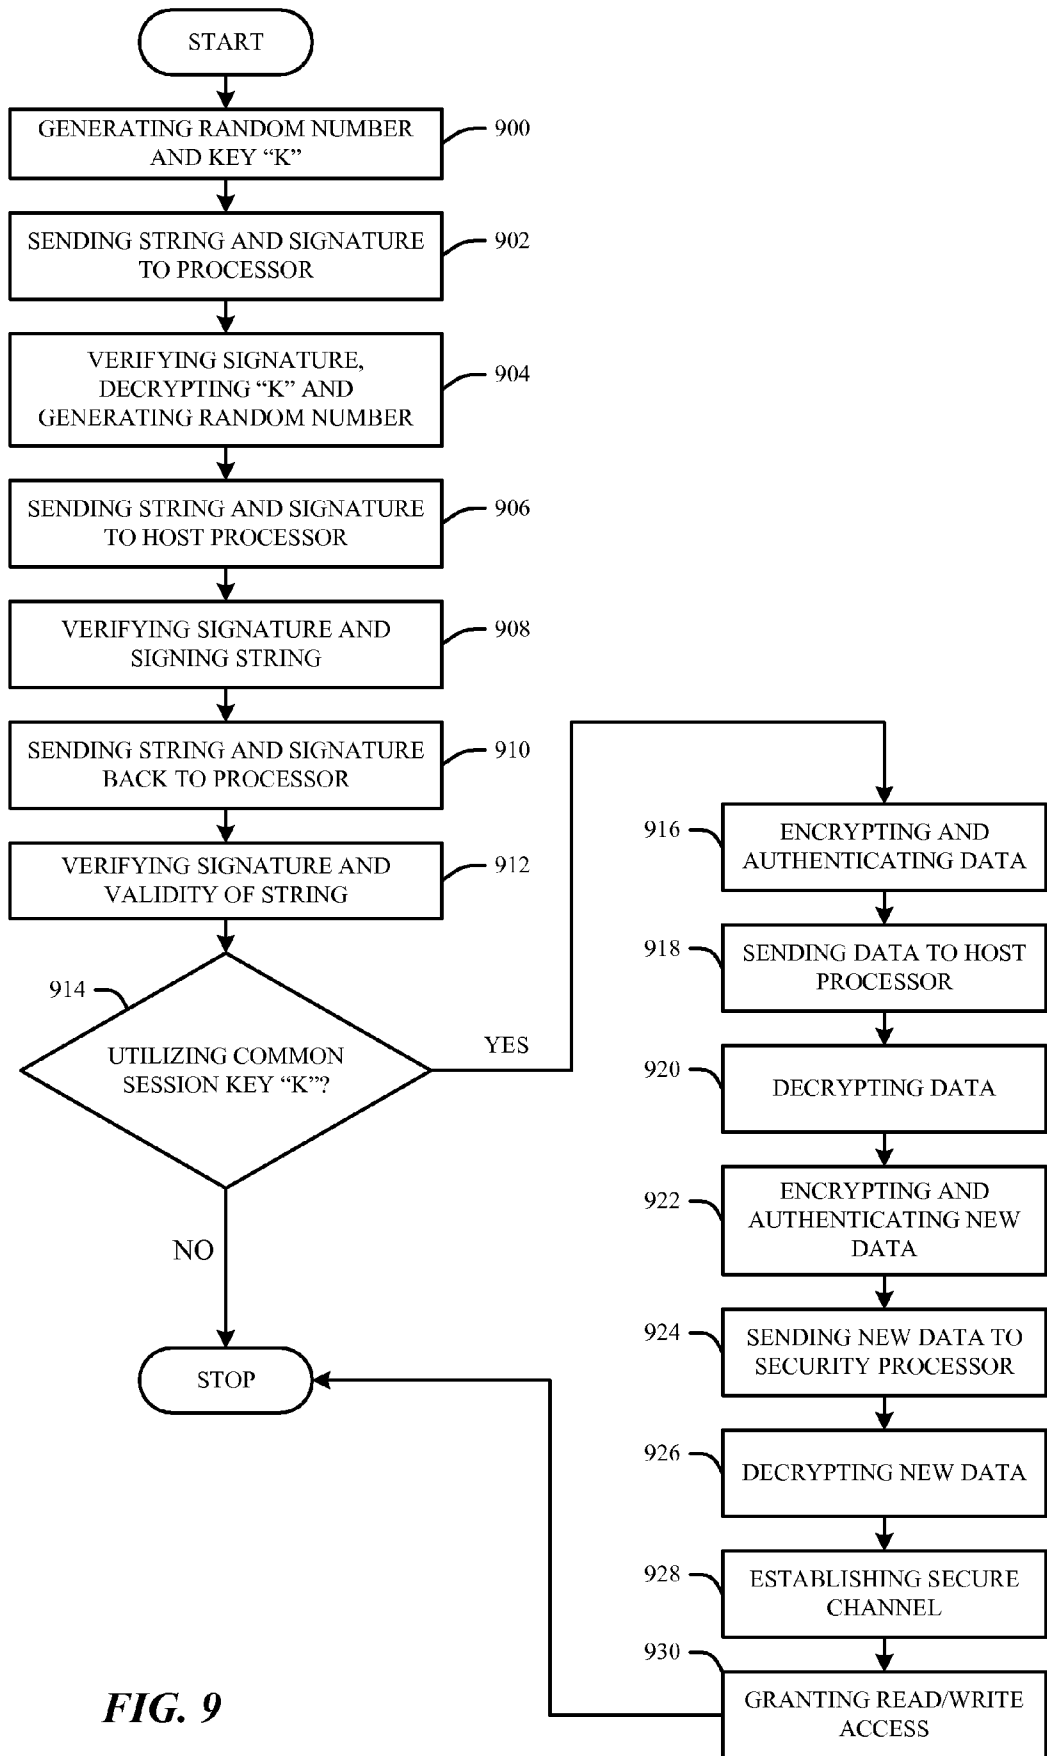 START
GENERATING RANDOM NUMBER
AND KEY “K”
900
SENDING STRING AND SIGNATURE
TO PROCESSOR
902
VERIFYING SIGNATURE,
DECRYPTING “K” AND
GENERATING RANDOM NUMBER
904
SENDING STRING AND SIGNATURE
TO HOST PROCESSOR
906
VERIFYING SIGNATURE AND
SIGNING STRING
908
SENDING STRING AND SIGNATURE
BACK TO PROCESSOR
910
VERIFYING SIGNATURE AND
VALIDITY OF STRING
912
914
UTILIZING COMMON
SESSION KEY “K”?
YES
NO
STOP
916
ENCRYPTING AND
AUTHENTICATING DATA
918
SENDING DATA TO HOST
PROCESSOR
920
DECRYPTING DATA
922
ENCRYPTING AND
AUTHENTICATING NEW
DATA
924
SENDING NEW DATA TO
SECURITY PROCESSOR
926
DECRYPTING NEW DATA
928
ESTABLISHING SECURE
CHANNEL
930
GRANTING READ/WRITE
ACCESS
FIG. 9